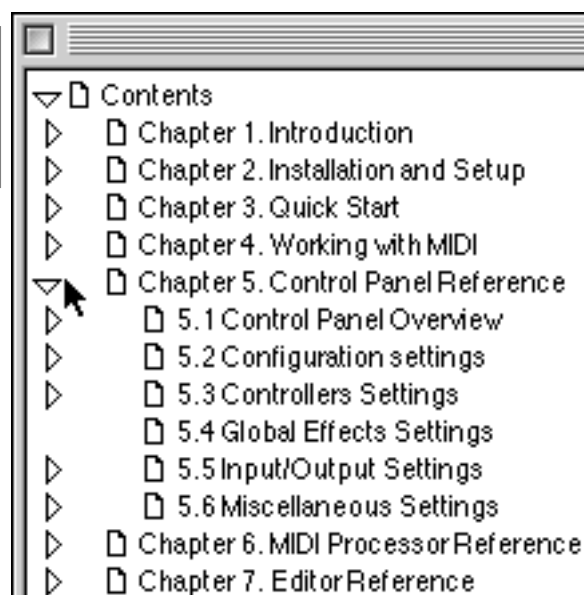 Contents
Chapter 1. Introduction
Chapter 2. Installation and Setup
Chapter 3. Quick Start
Chapter 4. Working with MIDI
Chapter 5. Control Panel Reference
5.1 Control Panel Overview
5.2 Configuration settings
5.3 Controllers Settings
5.4 Global Effects Settings
5.5 Input/Output Settings
5.6 Miscellaneous Settings
Chapter 6. MIDI Processor Reference
Chapter 7. Editor Reference